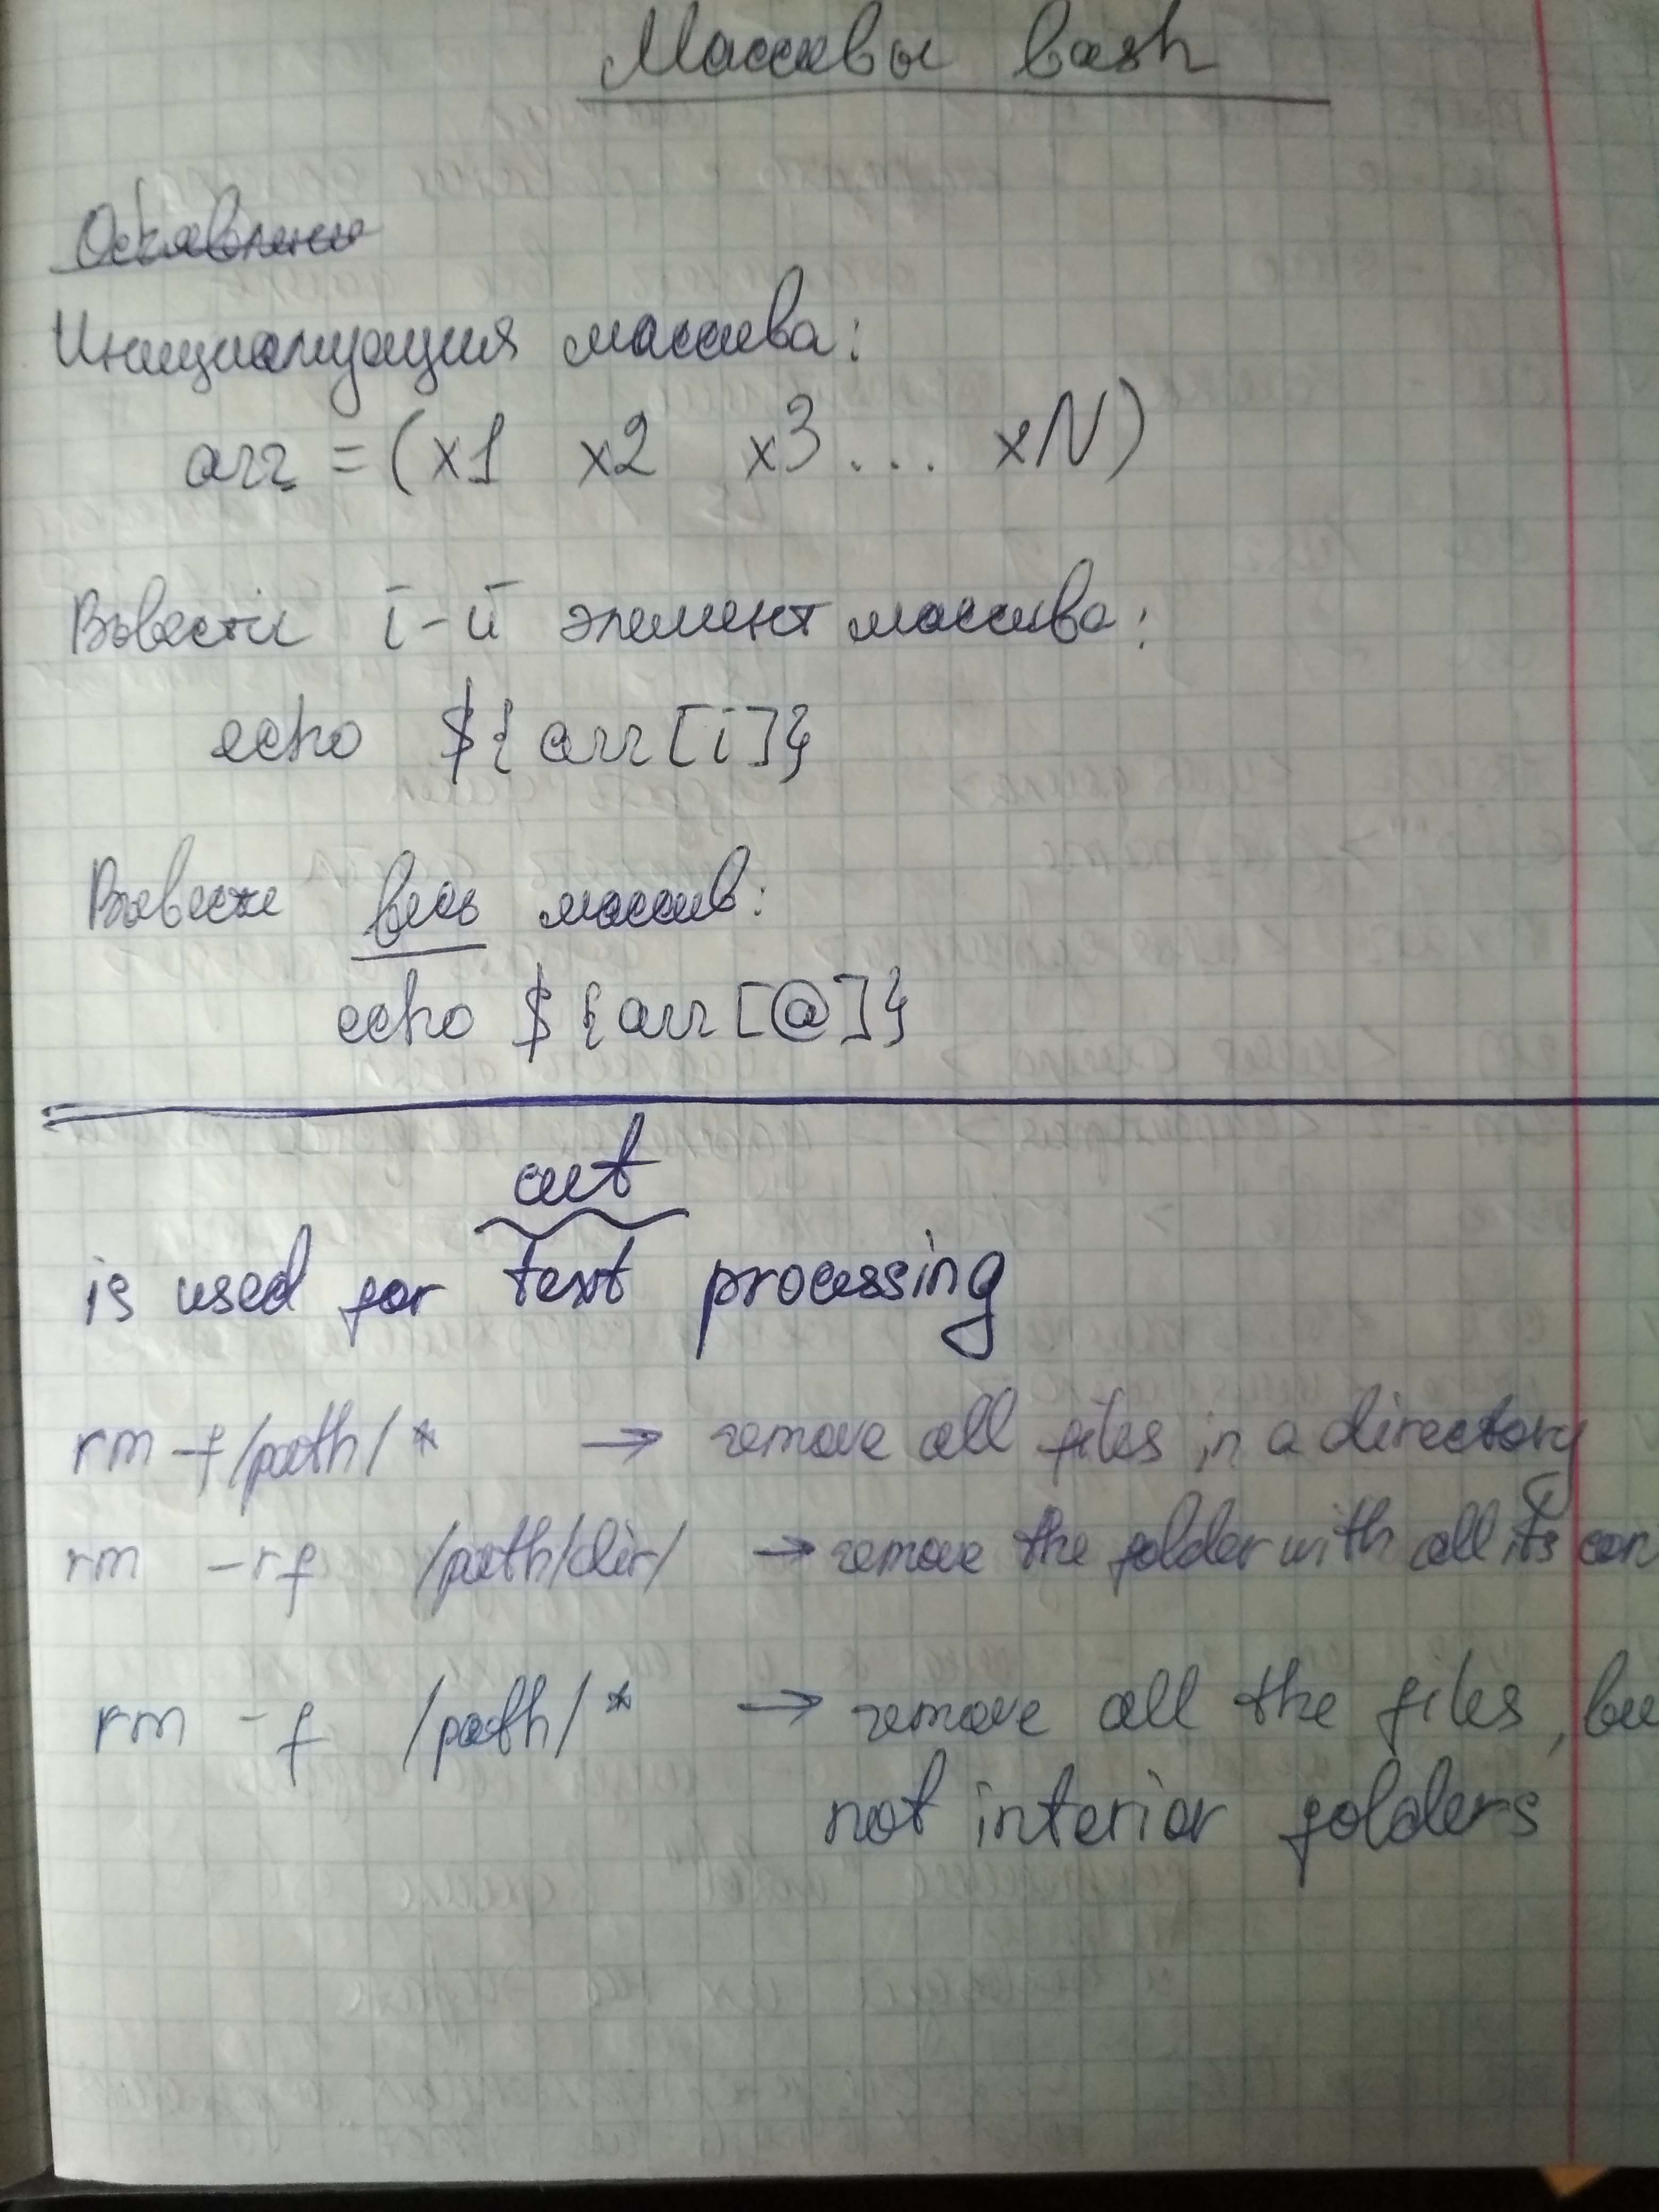 Массивы bash
Объявление
Инициализация массива:
arr = (x1 x2 x3 ... xN)
Вывести i-й элемент массива:
echo ${arr[i]}
Вывести весь массив:
echo ${arr[@]}
cut
is used for text processing
rm -f /path/* → remove all files in a directory
rm -rf /path/dir/ → remove the folder with all its con
rm -f /path/* → remove all the files, bu
not interior folders